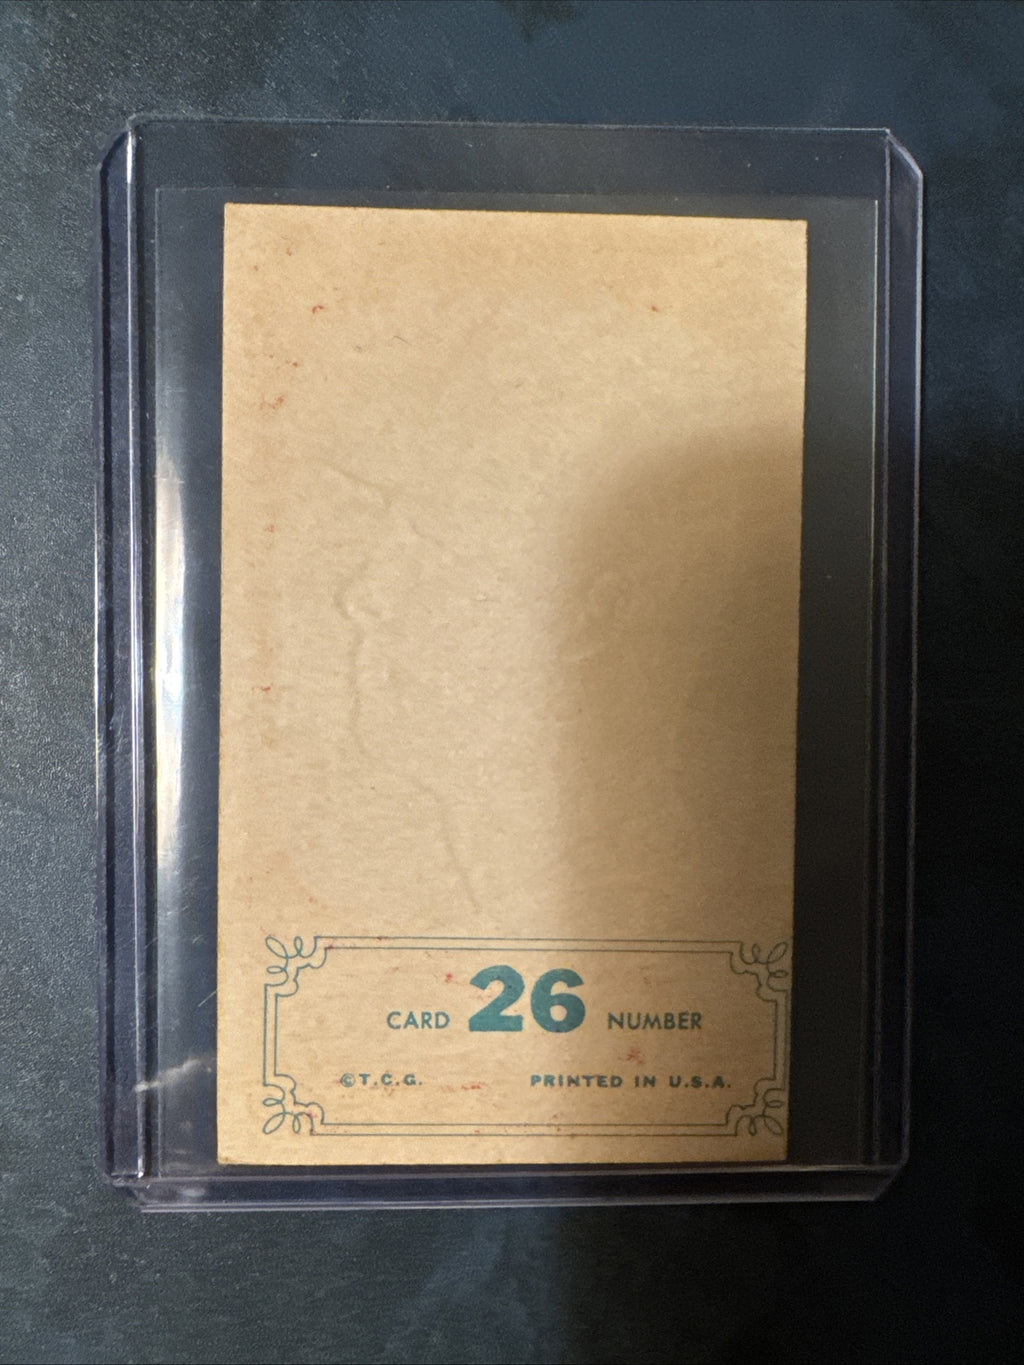 CARD 26 NUMBER
©T.C.G. PRINTED IN U.S.A.